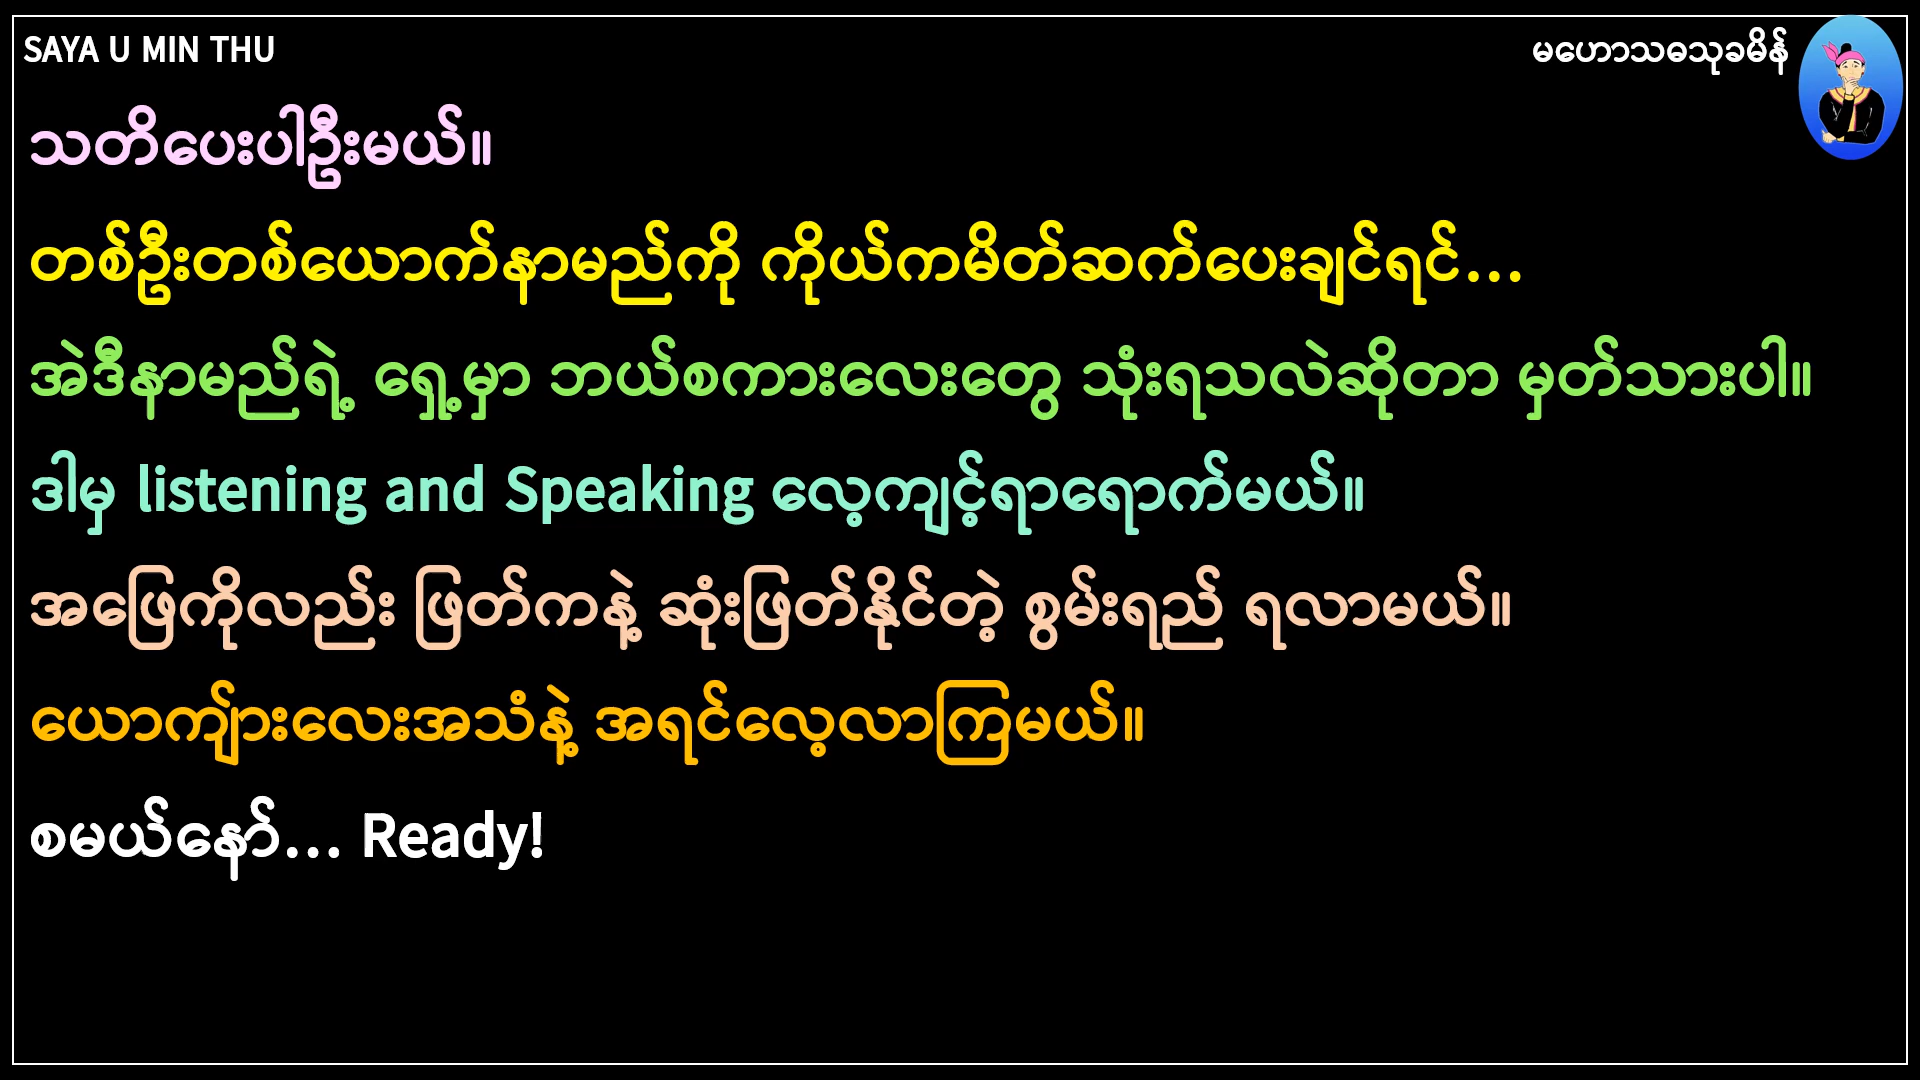 SAYA U MIN THU
မဟောသဓသုခမိန်
သတိပေးပါဦးမယ်။
တစ်ဦးတစ်ယောက်နာမည်ကို ကိုယ်ကမိတ်ဆက်ပေးချင်ရင်...
အဲဒီနာမည်ရဲ့ ရှေ့မှာ ဘယ်စကားလေးတွေ သုံးရသလဲဆိုတာ မှတ်သားပါ။
ဒါမှ listening and Speaking လေ့ကျင့်ရာရောက်မယ်။
အဖြေကိုလည်း ဖြတ်ကနဲ့ ဆုံးဖြတ်နိုင်တဲ့ စွမ်းရည် ရလာမယ်။
ယောကျ်ားလေးအသံနဲ့ အရင်လေ့လာကြမယ်။
စမယ်နော်... Ready!